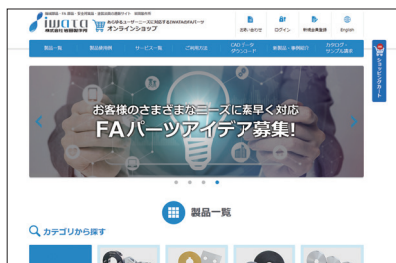 iwata
株式会社 岩田製作所
あらゆるユーザーニーズに対応するIWATAのFAパーツ
オンラインショップ
お問い合わせ
ログイン
新規会員登録
English
製品一覧
製品使用例
サービス一覧
ご利用方法
CAD データ
ダウンロード
新製品・事例紹介
カタログ・
サンプル請求
ショッピングカート
お客様のさまざまなニーズに素早く対応
FAパーツアイデア募集!
製品一覧
カテゴリから探す